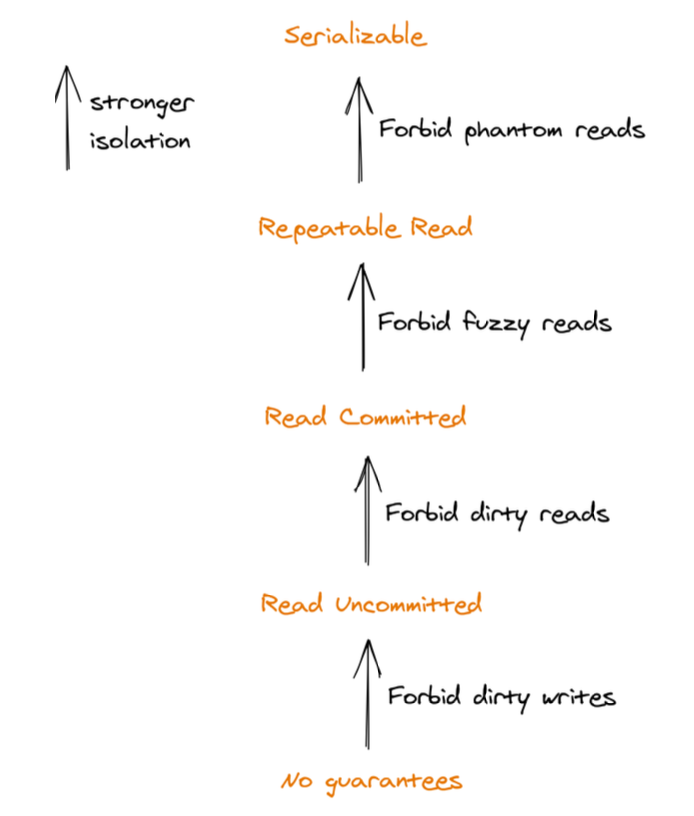 Serializable
stronger
isolation
Forbid phantom reads
Repeatable Read
Forbid fuzzy reads
Read Committed
Forbid dirty reads
Read Uncommitted
Forbid dirty writes
No guarantees